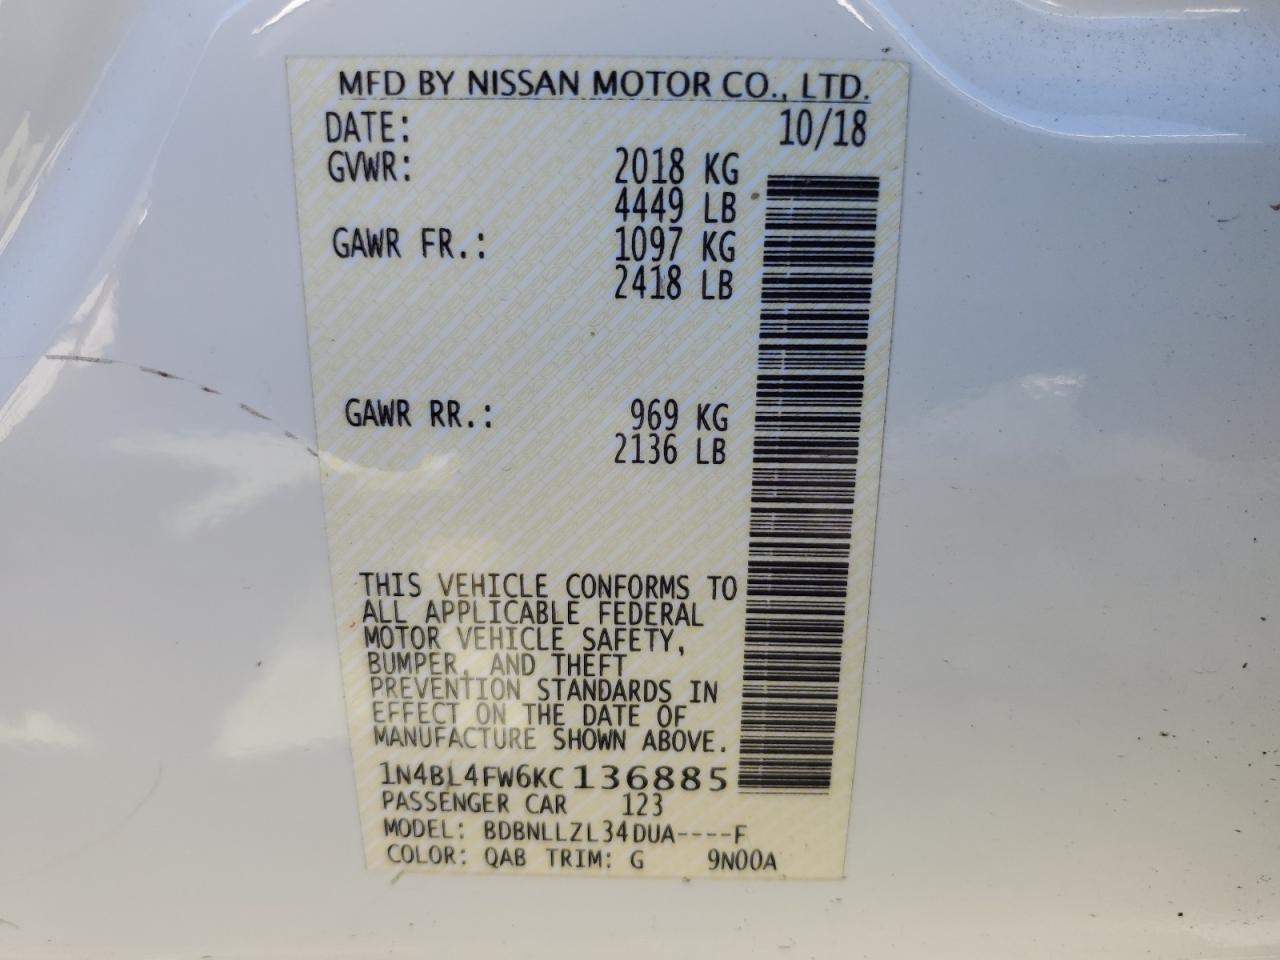 MFD BY NISSAN MOTOR CO., LTD.
DATE: 10/18
GVWR: 2018 KG
4449 LB
GAWR FR.: 1097 KG
2418 LB
GAWR RR.: 969 KG
2136 LB
THIS VEHICLE CONFORMS TO
ALL APPLICABLE FEDERAL
MOTOR VEHICLE SAFETY,
BUMPER, AND THEFT
PREVENTION STANDARDS IN
EFFECT ON THE DATE OF
MANUFACTURE SHOWN ABOVE.
1N4BL4FW6KC136885
PASSENGER CAR 123
MODEL: BDBNLLZL34DUA----F
COLOR: QAB TRIM: G 9N00A